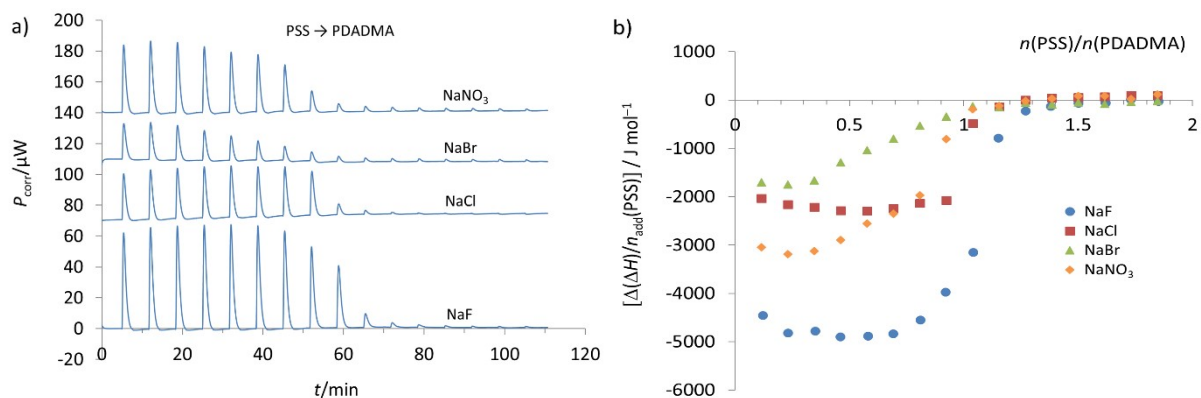 a)
200
180
160
140
120
100
80
60
40
20
0
-20
P corr/µW
PSS → PDADMA
NaNO₃
NaBr
NaCl
NaF
0 20 40 60 80 100 120
t/min
b)
n(PSS)/n(PDADMA)
1000
0
-1000
-2000
-3000
-4000
-5000
-6000
[Δ(ΔH)/n_add(PSS)] / J mol⁻¹
0 0.5 1 1.5 2
NaF
NaCl
NaBr
NaNO₃